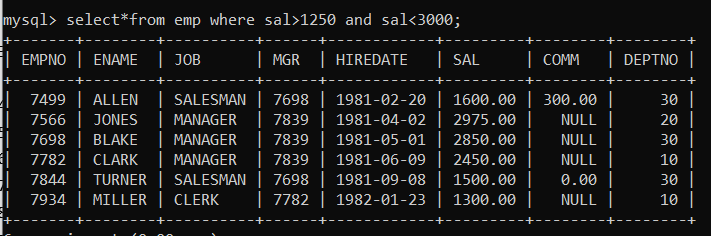 mysql> select*from emp where sal>1250 and sal<3000;
+-------+--------+----------+------+------------+---------+--------+--------+
| EMPNO | ENAME | JOB | MGR | HIREDATE | SAL | COMM | DEPTNO |
+-------+--------+----------+------+------------+---------+--------+--------+
| 7499 | ALLEN | SALESMAN | 7698 | 1981-02-20 | 1600.00 | 300.00 | 30 |
| 7566 | JONES | MANAGER | 7839 | 1981-04-02 | 2975.00 | NULL | 20 |
| 7698 | BLAKE | MANAGER | 7839 | 1981-05-01 | 2850.00 | NULL | 30 |
| 7782 | CLARK | MANAGER | 7839 | 1981-06-09 | 2450.00 | NULL | 10 |
| 7844 | TURNER | SALESMAN | 7698 | 1981-09-08 | 1500.00 | 0.00 | 30 |
| 7934 | MILLER | CLERK | 7782 | 1982-01-23 | 1300.00 | NULL | 10 |
+-------+--------+----------+------+------------+---------+--------+--------+